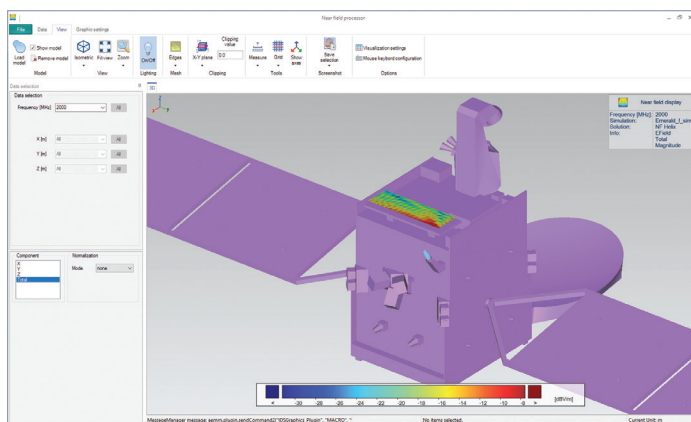 Near field processor
File Data View Graphic settings
Load model
Show model
Remove model
Model
Isometric Fit view Zoom
View
On/Off
Lighting
Edges
Mesh
X-Y plane
Clipping value
0.0
Clipping
Measure Grid Show axes
Tools
Save selection
Screenshot
Visualization settings
Mouse keybord configuration
Options
Data selection
Data selection
Frequency [MHz] 2000 All
X [m] All All
Y [m] All All
Z [m] All All
Component
X
Y
Z
Total
Normalization
Mode none
3D
Near field display
Frequency [MHz]: 2000
Simulation: Emerald_f_sim
Solution: NF Helix
Info: EField
Total
Magnitude
< -30 -28 -26 -24 -22 -20 -18 -16 -14 -12 -10 -8 -6 > [dBV/m]
No items selected.
Current Unit: m